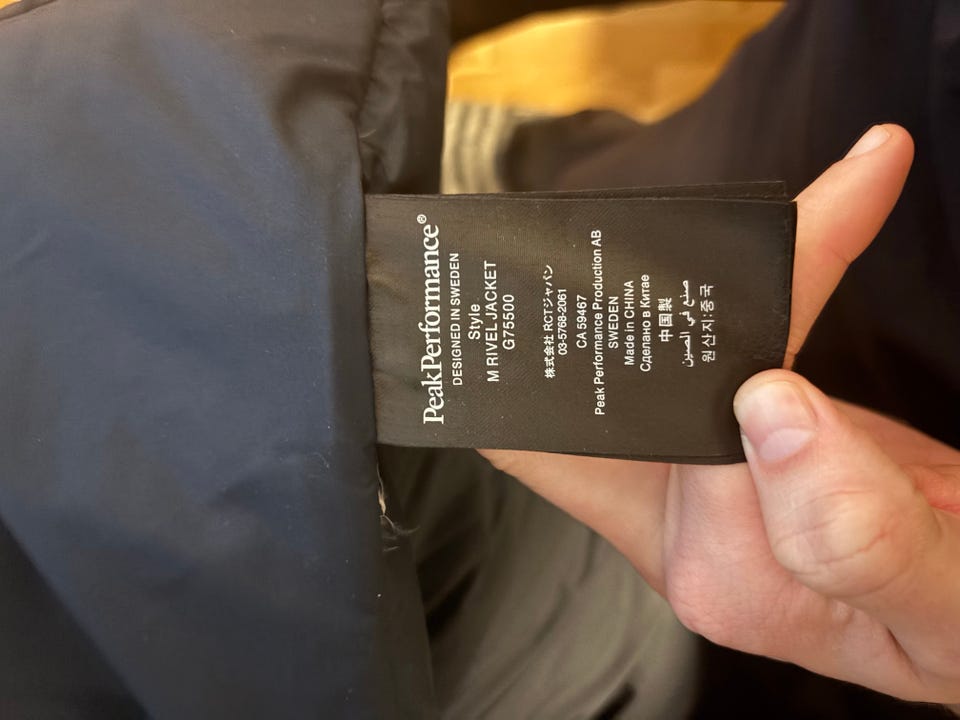 PeakPerformance®
DESIGNED IN SWEDEN
Style
M RIVEL JACKET
G75500
株式会社 RCTジャパン
03-5768-2061
CA 59467
Peak Performance Production AB
SWEDEN
Made in CHINA
Сделано в Китае
中国製
صنع في الصين
원산지:중국